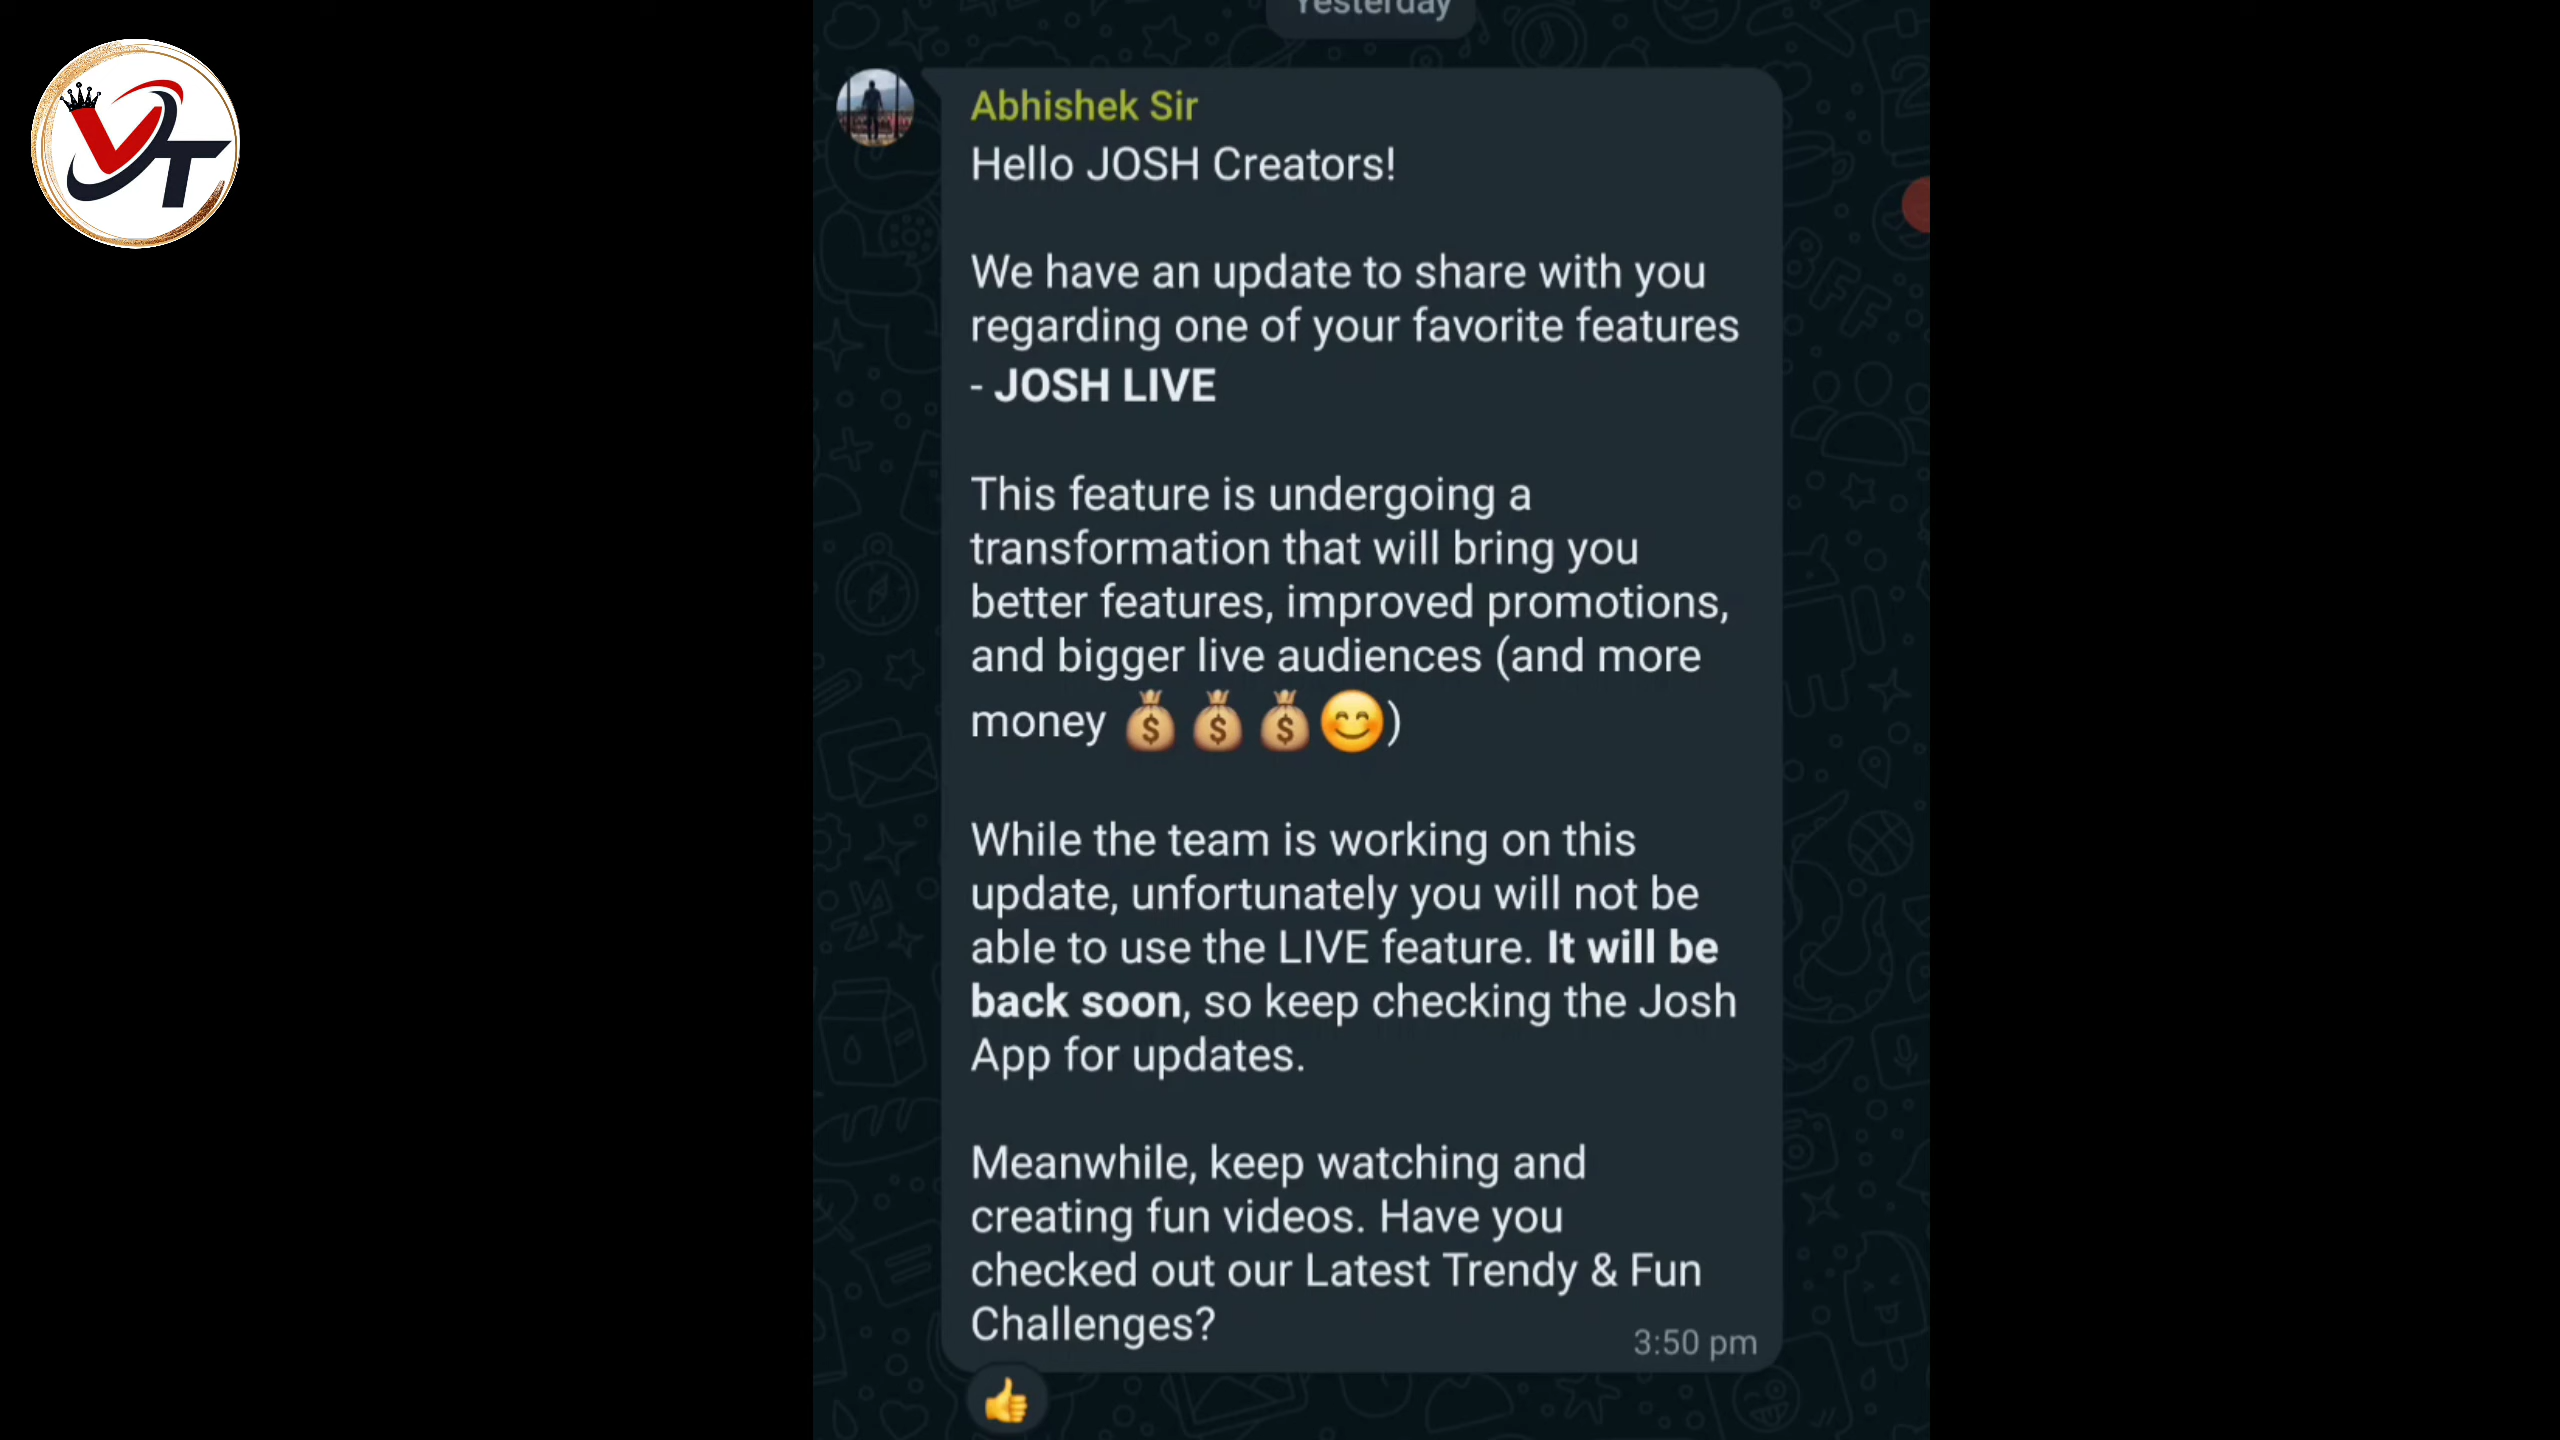 VT
Yesterday
Abhishek Sir
Hello JOSH Creators!
We have an update to share with you
regarding one of your favorite features
- JOSH LIVE
This feature is undergoing a
transformation that will bring you
better features, improved promotions,
and bigger live audiences (and more
money 💰💰💰😊)
While the team is working on this
update, unfortunately you will not be
able to use the LIVE feature. It will be
back soon, so keep checking the Josh
App for updates.
Meanwhile, keep watching and
creating fun videos. Have you
checked out our Latest Trendy & Fun
Challenges?
3:50 pm
👍